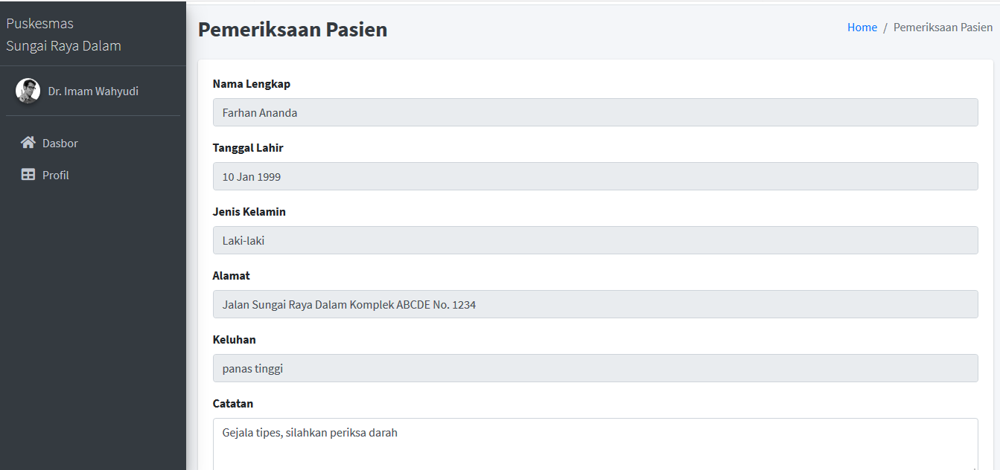 Puskesmas
Sungai Raya Dalam
Dr. Imam Wahyudi
Dasbor
Profil
Pemeriksaan Pasien
Home / Pemeriksaan Pasien
Nama Lengkap
Farhan Ananda
Tanggal Lahir
10 Jan 1999
Jenis Kelamin
Laki-laki
Alamat
Jalan Sungai Raya Dalam Komplek ABCDE No. 1234
Keluhan
panas tinggi
Catatan
Gejala tipes, silahkan periksa darah